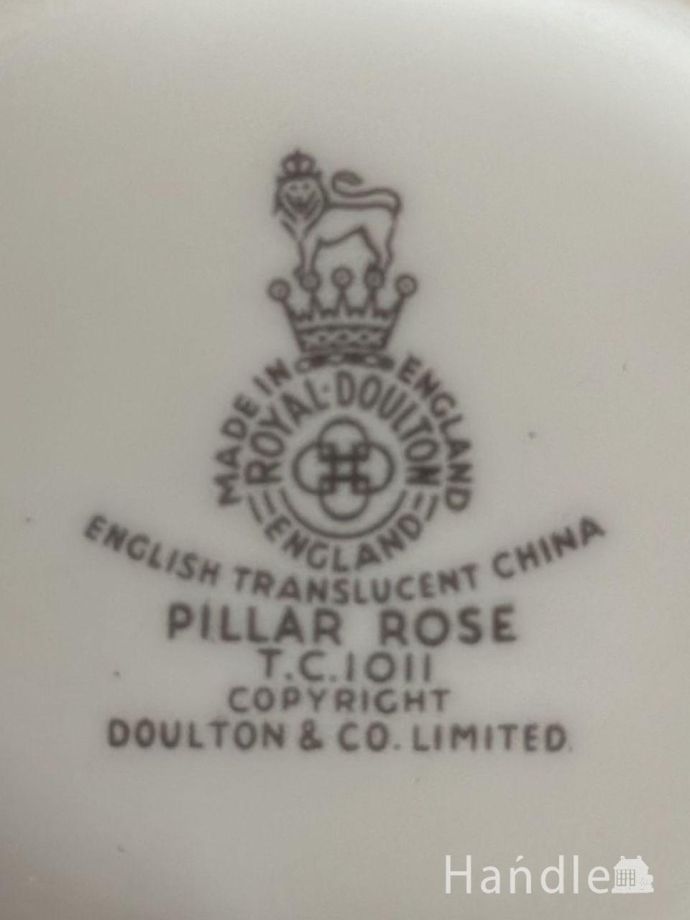 MADE IN ENGLAND
ROYAL·DOULTON
ENGLAND
ENGLISH TRANSLUCENT CHINA
PILLAR ROSE
T.C.1011
COPYRIGHT
DOULTON & CO. LIMITED.
Handle